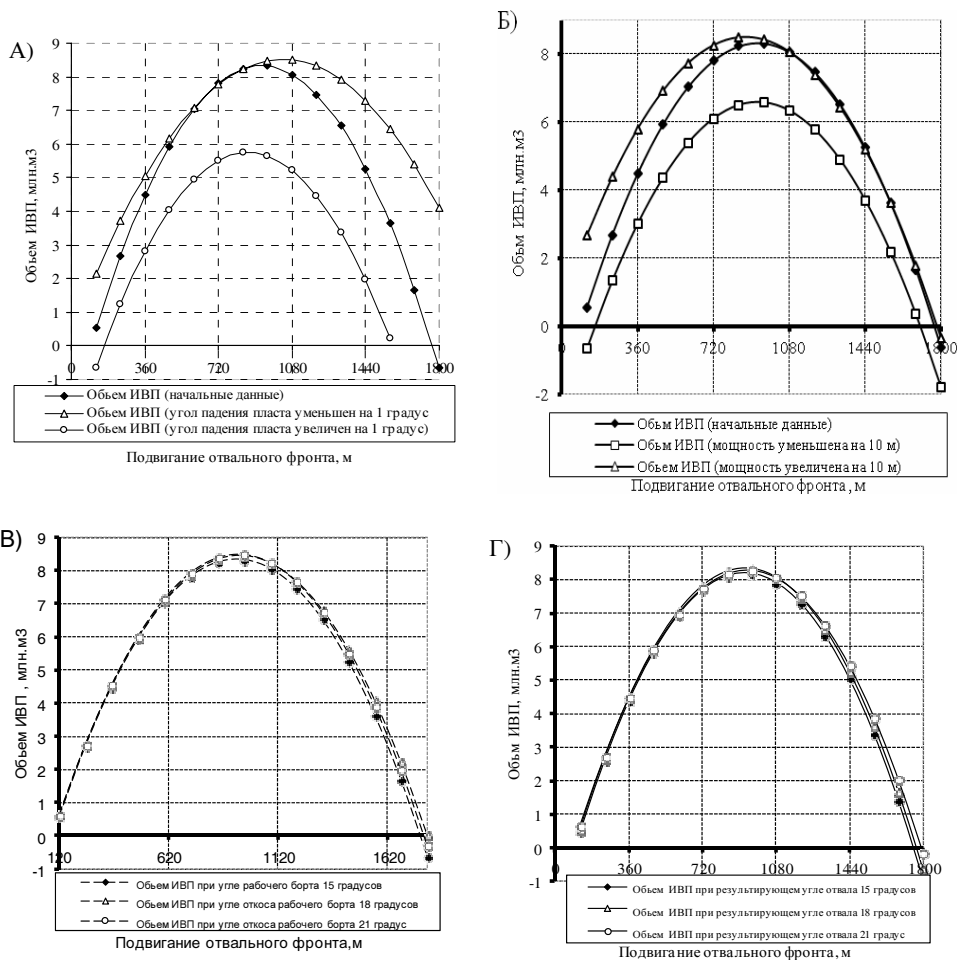 А)
9
8
7
6
5
4
3
2
1
0
-1
360
720
1080
1440
1800
Обьем ИВП, млн.м3
Обьем ИВП (начальные данные)
Обьем ИВП (угол падения пласта уменьшен на 1 градус
Обьем ИВП (угол падения пласта увеличен на 1 градус)
Подвигание отвального фронта, м
Б)
8
6
4
2
0
-2
0
360
720
1080
1440
1800
Обьм ИВП, млн.м3
Обьм ИВП (начальные данные)
Обьм ИВП (мощность уменьшена на 10 м)
Обьем ИВП (мощность увеличена на 10 м)
Подвигание отвального фронта, м
В)
9
8
7
6
5
4
3
2
1
0
-1
120
620
1120
1620
Обьем ИВП , млн.м3
Обьем ИВП при угле рабочего борта 15 градусов
Обьем ИВП при угле откоса рабочего борта 18 градусов
Обьем ИВП при угле откоса рабочего борта 21 градус
Подвигание отвального фронта,м
Г)
9
8
7
6
5
4
3
2
1
0
-1
0
360
720
1080
1440
1800
Обьм ИВП, млн.м3
Обьем ИВП при результирующем угле отвала 15 градусов
Обьем ИВП при результирующем угле отвала 18 градусов
Обьем ИВП при результирующем угле отвала 21 градус
Подвигание отвального фронта, м